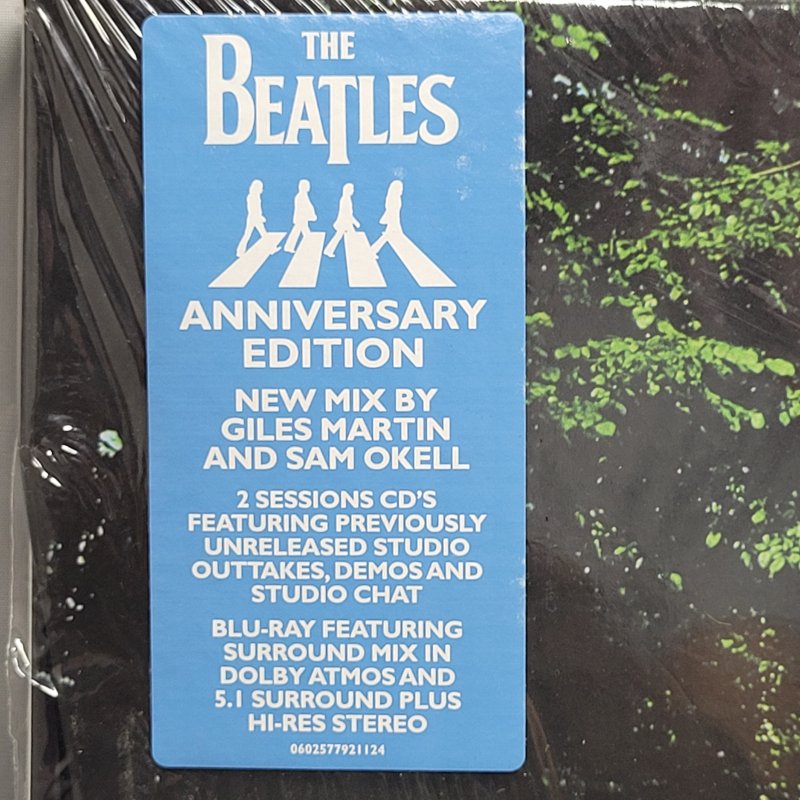 THE
BEATLES
ANNIVERSARY
EDITION
NEW MIX BY
GILES MARTIN
AND SAM OKELL
2 SESSIONS CD'S
FEATURING PREVIOUSLY
UNRELEASED STUDIO
OUTTAKES, DEMOS AND
STUDIO CHAT
BLU-RAY FEATURING
SURROUND MIX IN
DOLBY ATMOS AND
5.1 SURROUND PLUS
HI-RES STEREO
0602577921124